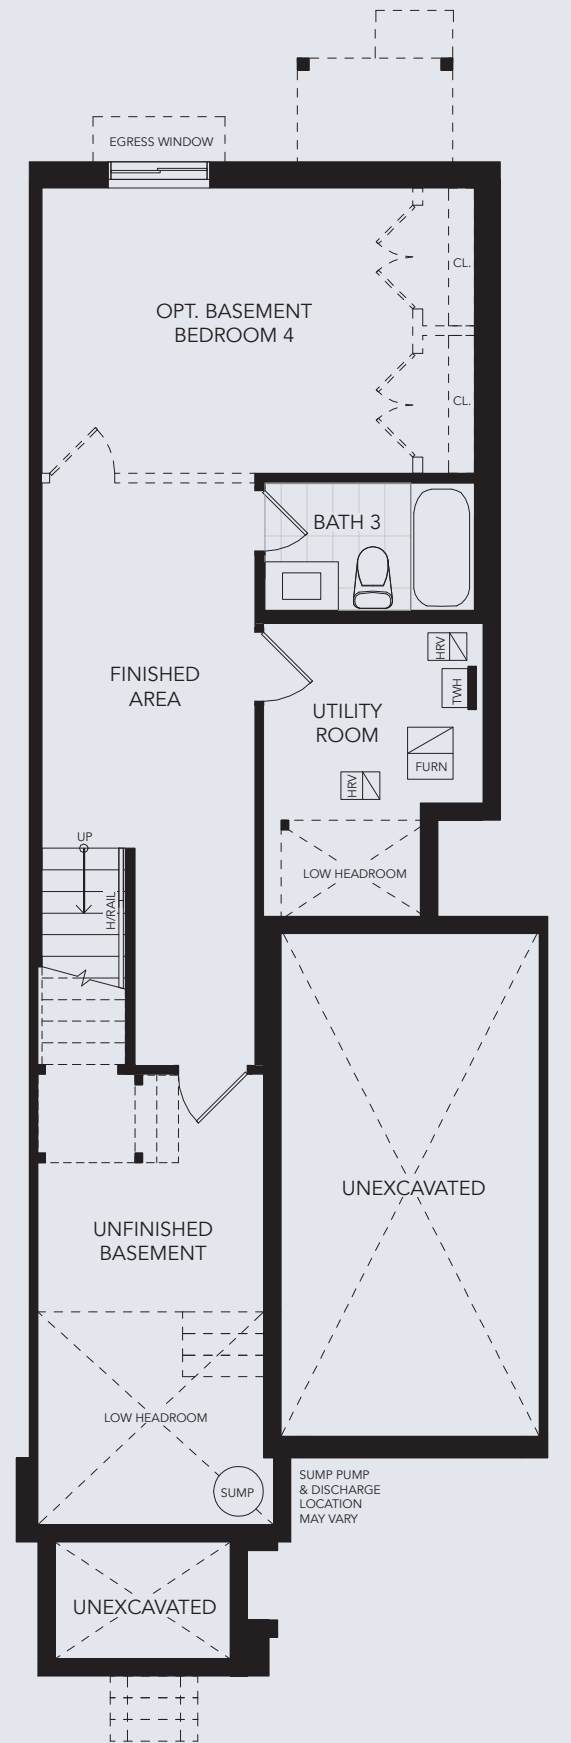 EGRESS WINDOW
CL.
OPT. BASEMENT
BEDROOM 4
CL.
BATH 3
HRV
FINISHED
AREA
TWH
UTILITY
ROOM
FURN
HRV
UP
LOW HEADROOM
H/RAIL
UNEXCAVATED
UNFINISHED
BASEMENT
LOW HEADROOM
SUMP
SUMP PUMP
& DISCHARGE
LOCATION
MAY VARY
UNEXCAVATED